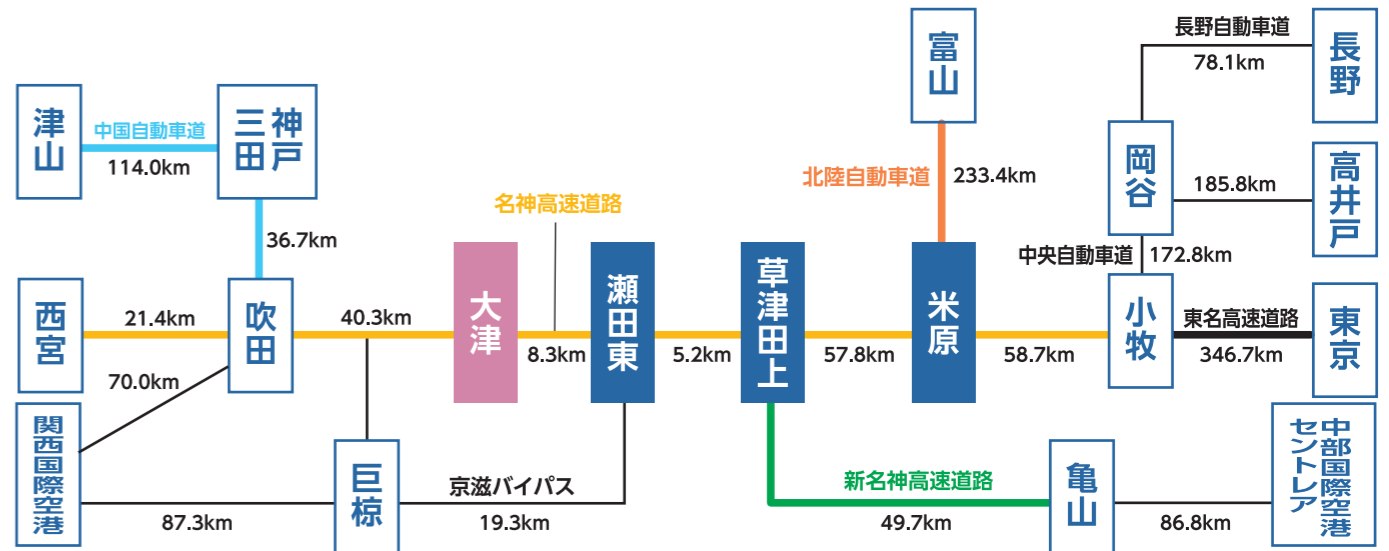 長野自動車道
78.1km
長野
富山
津山
中国自動車道
114.0km
神戸
三田
岡谷
高井戸
185.8km
北陸自動車道
233.4km
名神高速道路
36.7km
中央自動車道
172.8km
西宮
21.4km
吹田
40.3km
大津
8.3km
瀬田東
5.2km
草津田上
57.8km
米原
58.7km
小牧
東名高速道路
346.7km
東京
70.0km
関西国際空港
87.3km
巨椋
京滋バイパス
19.3km
新名神高速道路
49.7km
亀山
86.8km
中部国際空港
セントレア